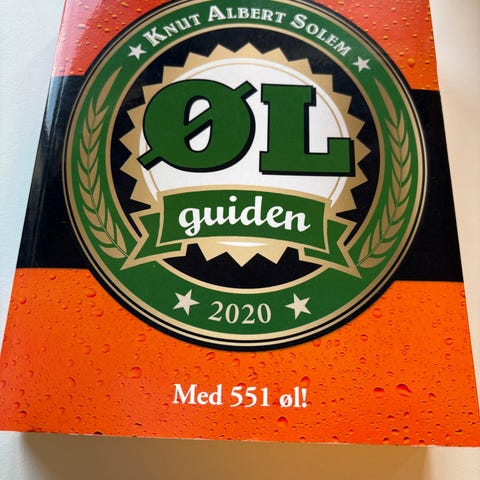 Knut Albert Solem
ØL
guiden
2020
Med 551 øl!